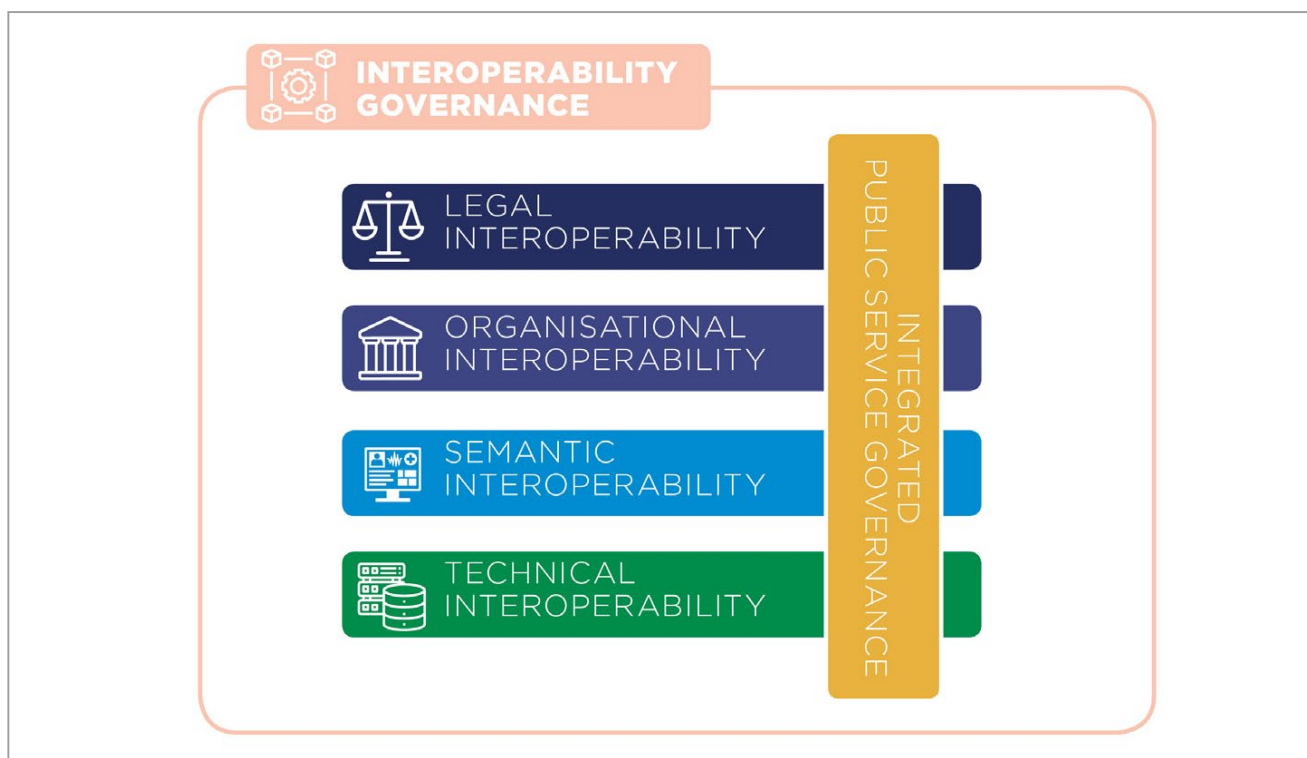 INTEROPERABILITY
GOVERNANCE
LEGAL
INTEROPERABILITY
ORGANISATIONAL
INTEROPERABILITY
SEMANTIC
INTEROPERABILITY
TECHNICAL
INTEROPERABILITY
INTEGRATED
PUBLIC SERVICE GOVERNANCE